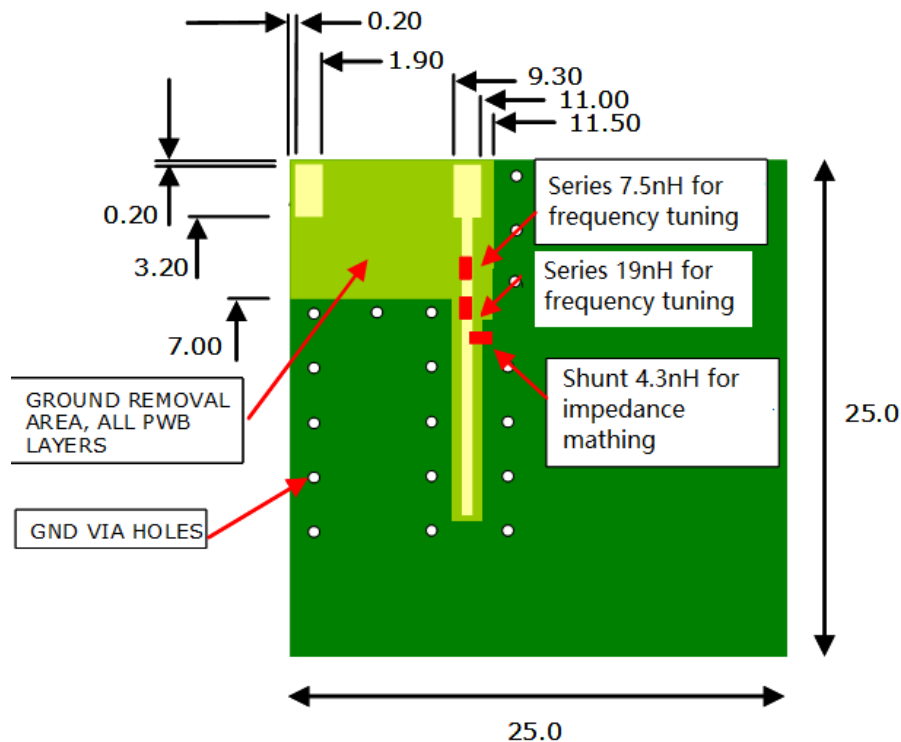 0.20
1.90
9.30
11.00
11.50
0.20
3.20
7.00
Series 7.5nH for
frequency tuning
Series 19nH for
frequency tuning
Shunt 4.3nH for
impedance
mathing
GROUND REMOVAL
AREA, ALL PWB
LAYERS
GND VIA HOLES
25.0
25.0